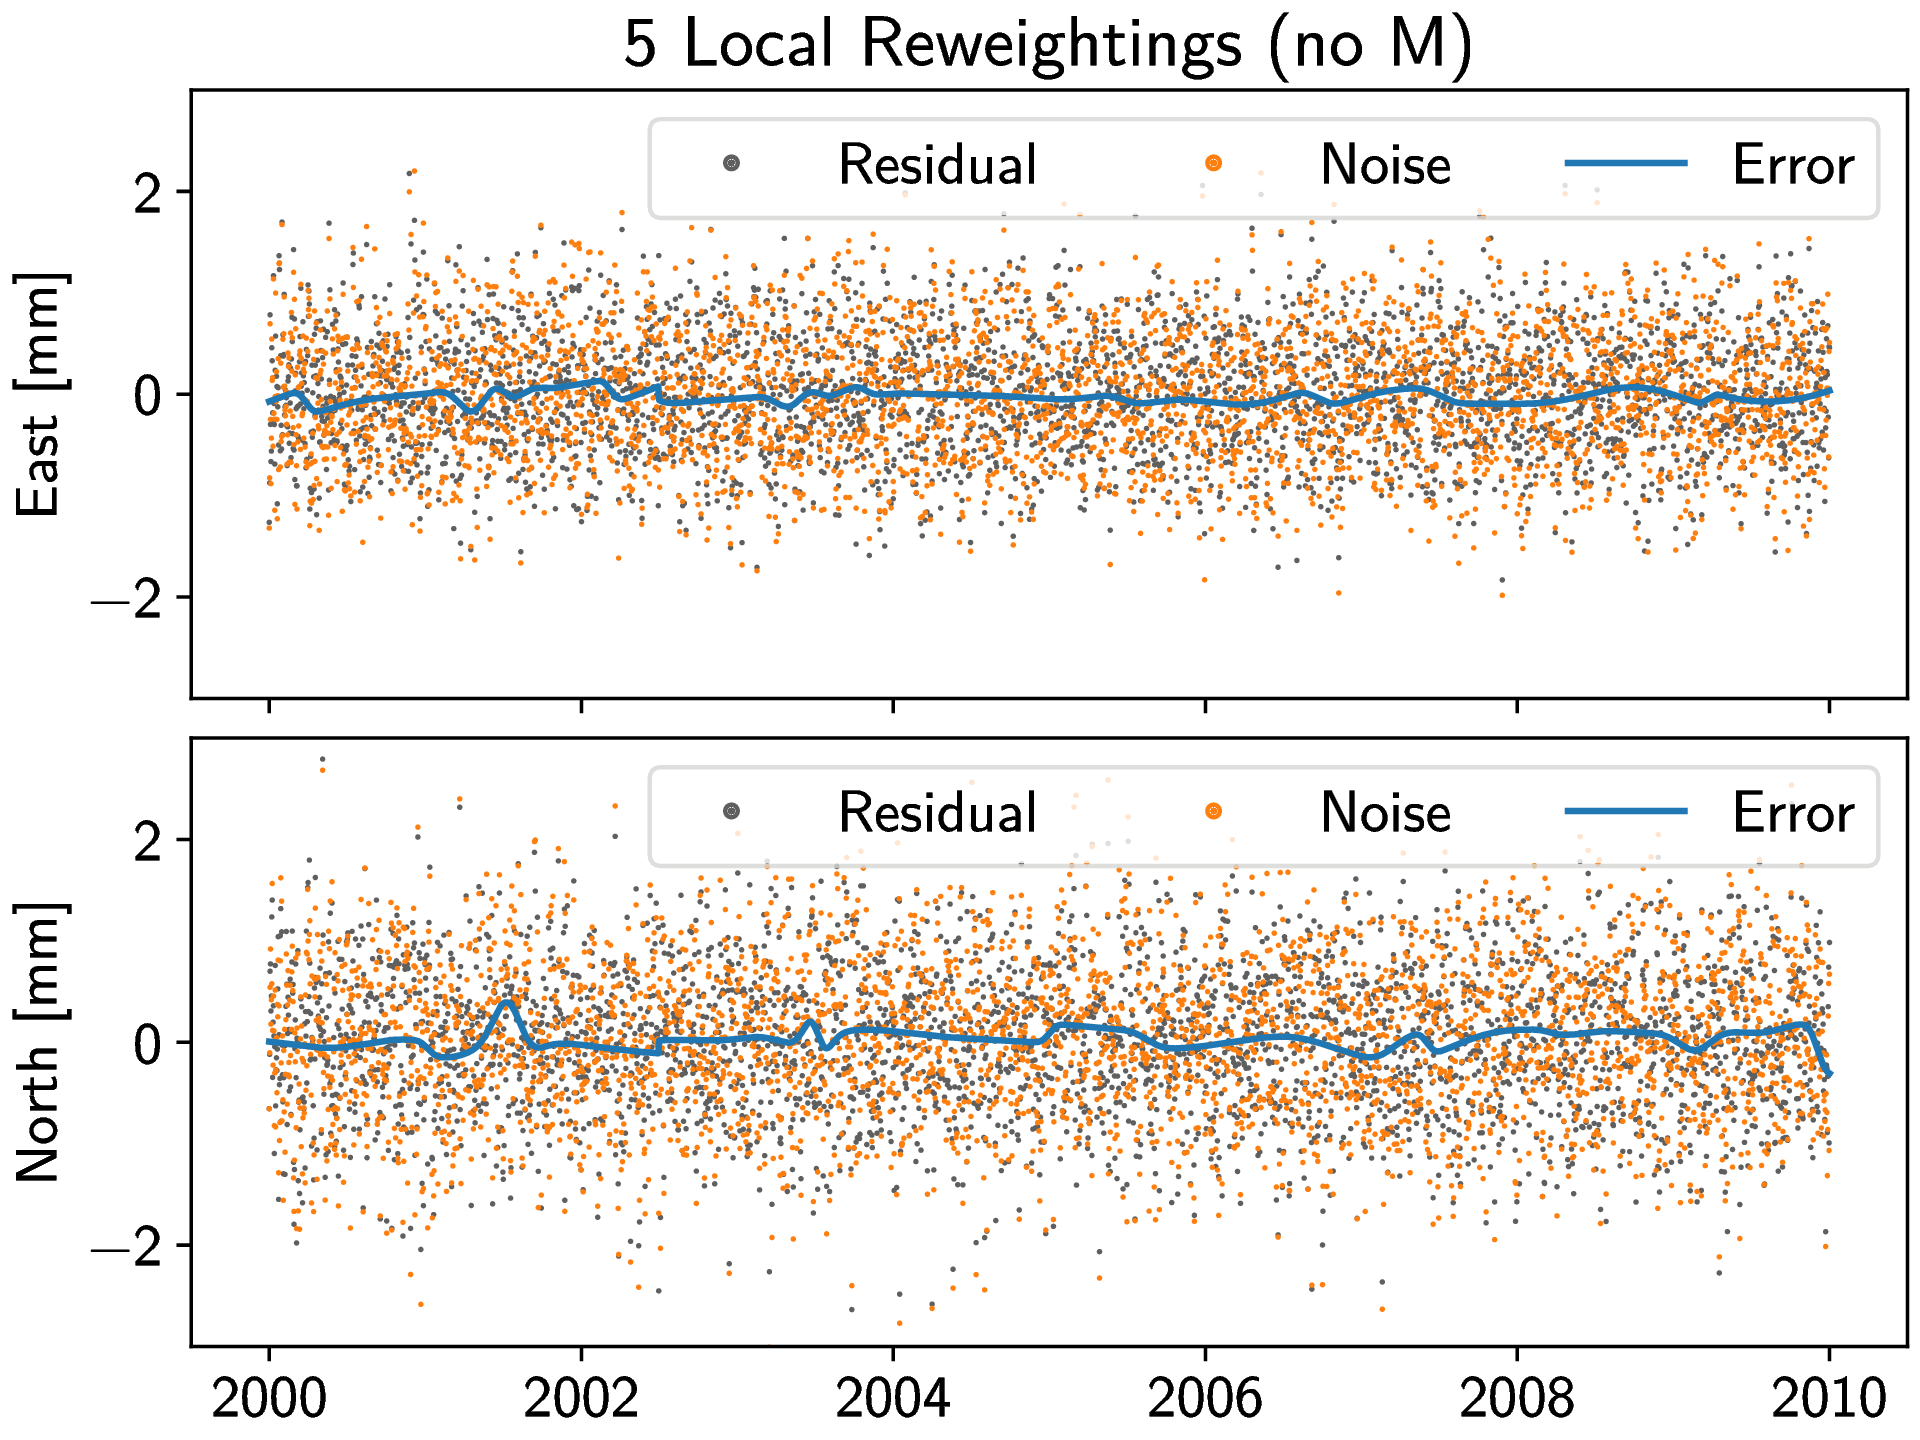 5 Local Reweightings (no M)
Residual Noise Error
2
0
−2
East [mm]
Residual Noise Error
2
0
−2
North [mm]
2000 2002 2004 2006 2008 2010